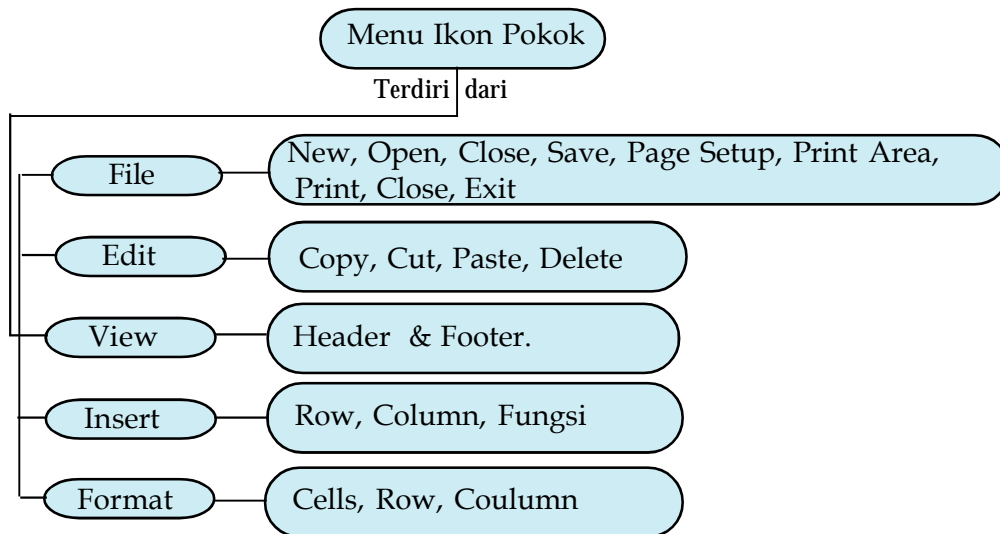 Menu Ikon Pokok
Terdiri dari
File
New, Open, Close, Save, Page Setup, Print Area,
Print, Close, Exit
Edit
Copy, Cut, Paste, Delete
View
Header & Footer.
Insert
Row, Column, Fungsi
Format
Cells, Row, Coulumn